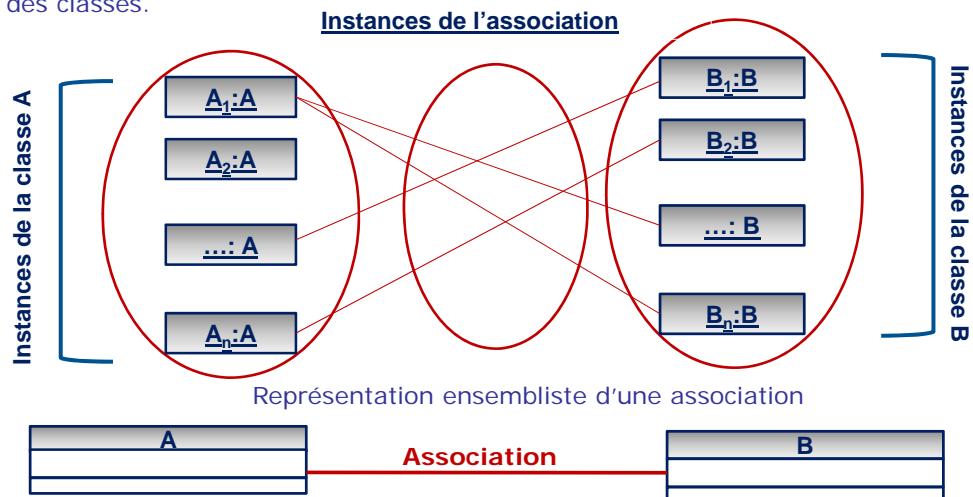 des classes.
Instances de l'association
Instances de la classe A
A1:A
A2:A
...: A
An:A
B1:B
B2:B
...: B
Bn:B
Instances de la classe B
Représentation ensembliste d'une association
A
Association
B